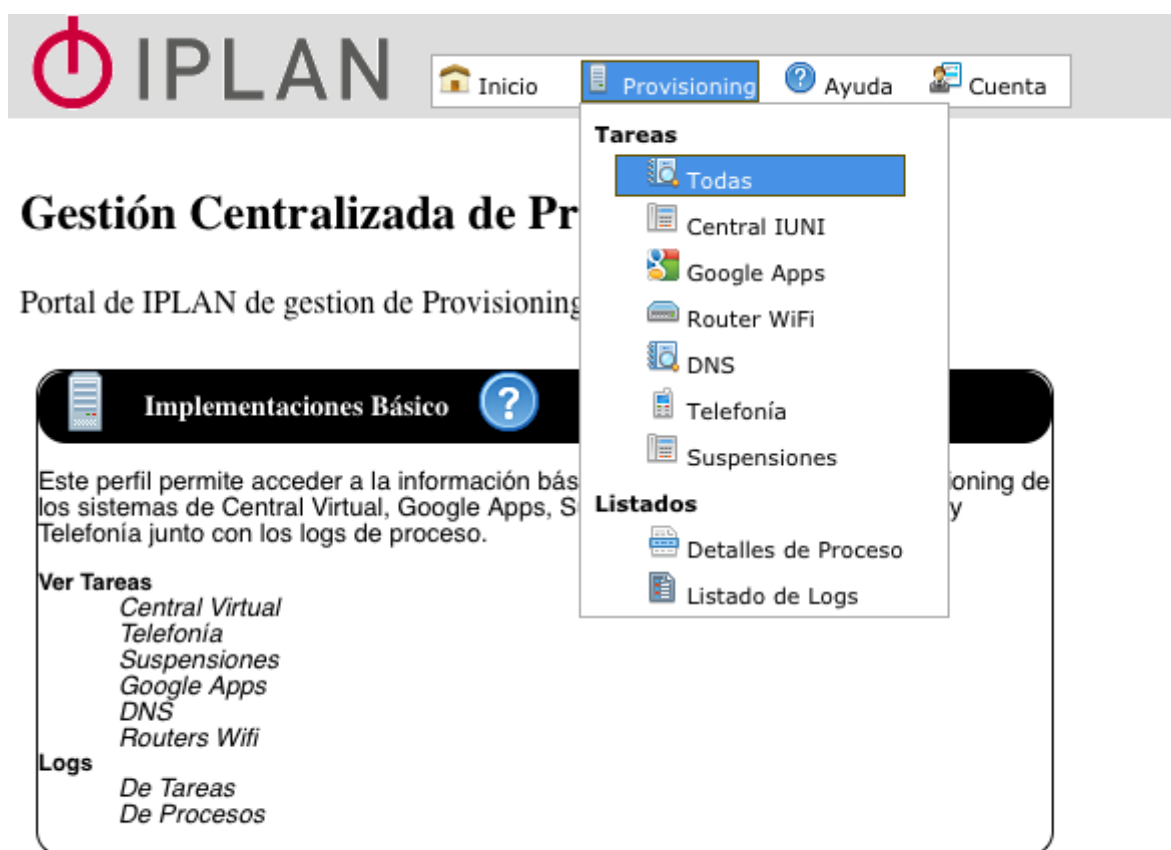 IPLAN
Inicio Provisioning Ayuda Cuenta
Tareas
Todas
Central IUNI
Google Apps
Router WiFi
DNS
Telefonía
Suspensiones
Listados
Detalles de Proceso
Listado de Logs
Gestión Centralizada de Pr
Portal de IPLAN de gestion de Provisioning
Implementaciones Básico ?
Este perfil permite acceder a la información bás ioning de
los sistemas de Central Virtual, Google Apps, S y
Telefonía junto con los logs de proceso.
Ver Tareas
Central Virtual
Telefonía
Suspensiones
Google Apps
DNS
Routers Wifi
Logs
De Tareas
De Procesos